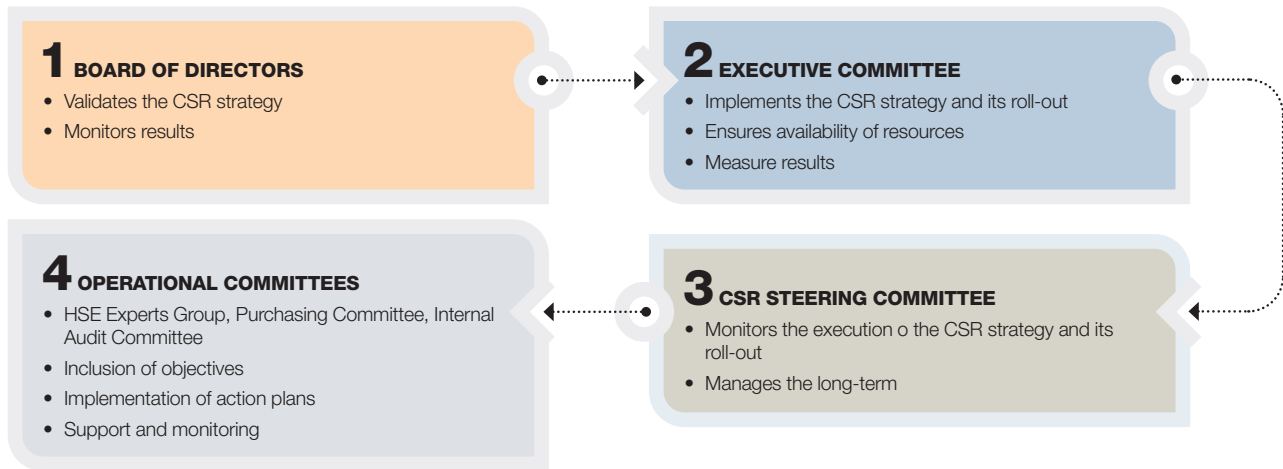 1 BOARD OF DIRECTORS
• Validates the CSR strategy
• Monitors results
2 EXECUTIVE COMMITTEE
• Implements the CSR strategy and its roll-out
• Ensures availability of resources
• Measure results
3 CSR STEERING COMMITTEE
• Monitors the execution o the CSR strategy and its
roll-out
• Manages the long-term
4 OPERATIONAL COMMITTEES
• HSE Experts Group, Purchasing Committee, Internal
Audit Committee
• Inclusion of objectives
• Implementation of action plans
• Support and monitoring